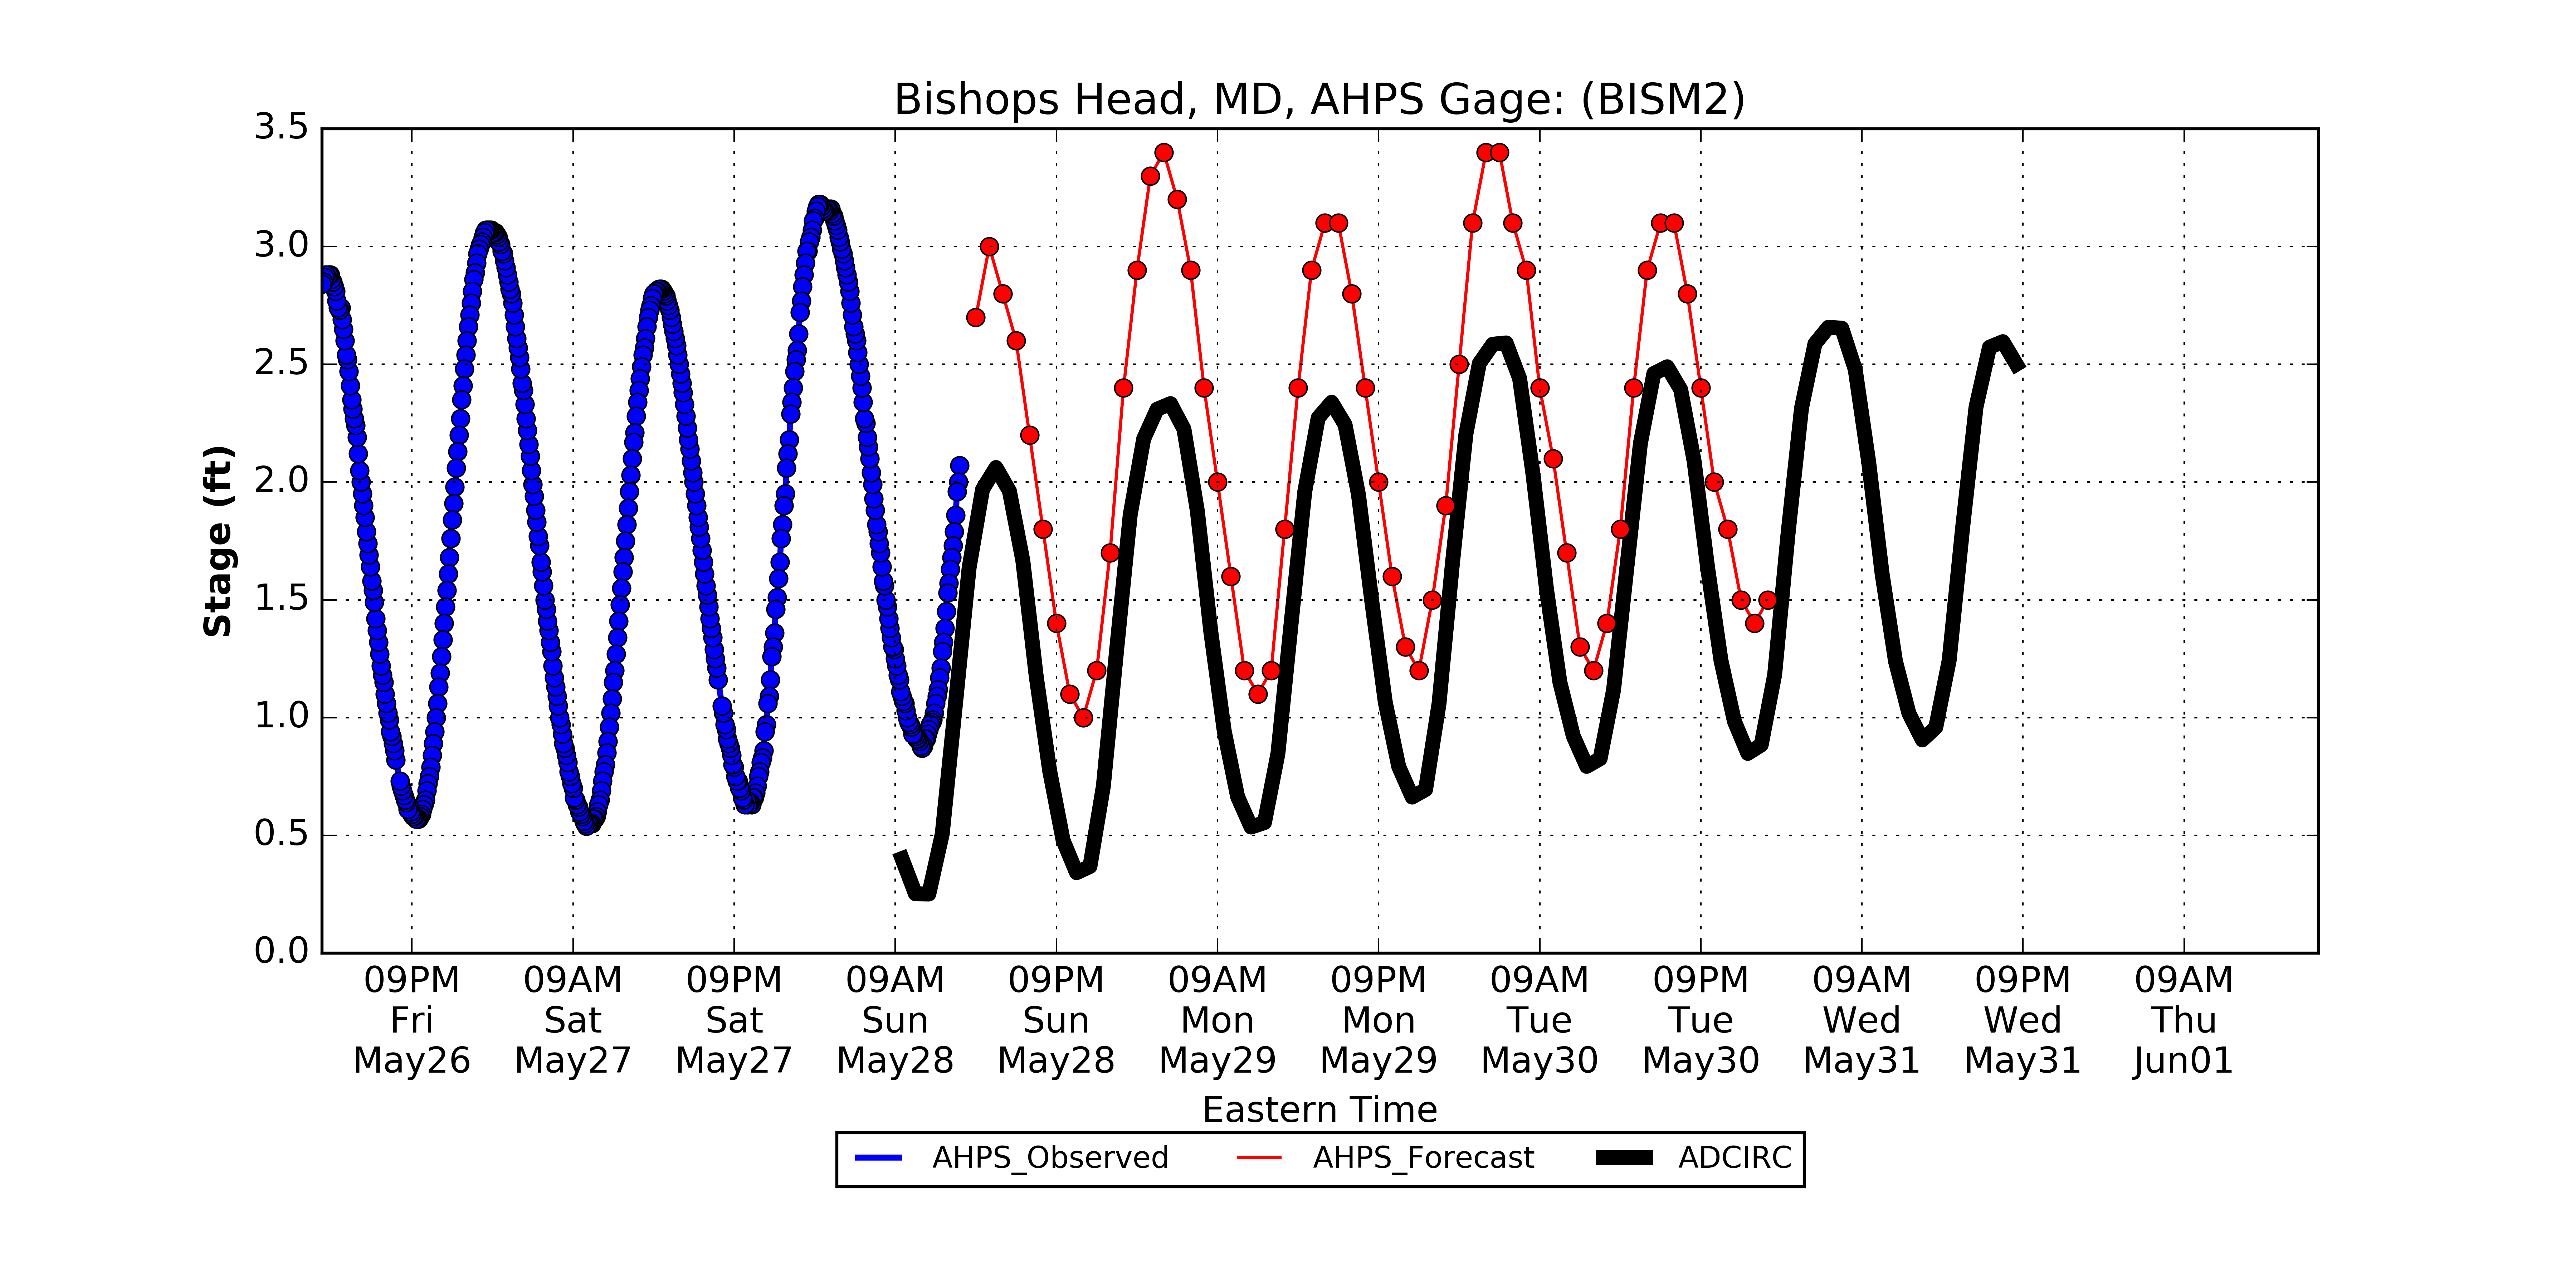 Bishops Head, MD, AHPS Gage: (BISM2)
Stage (ft)
3.5
3.0
2.5
2.0
1.5
1.0
0.5
0.0
09PM 09AM 09PM 09AM 09PM 09AM 09PM 09AM 09PM 09AM 09PM 09AM
Fri Sat Sat Sun Sun Mon Mon Tue Tue Wed Wed Thu
May26 May27 May27 May28 May28 May29 May29 May30 May30 May31 May31 Jun01
Eastern Time
AHPS_Observed AHPS_Forecast ADCIRC